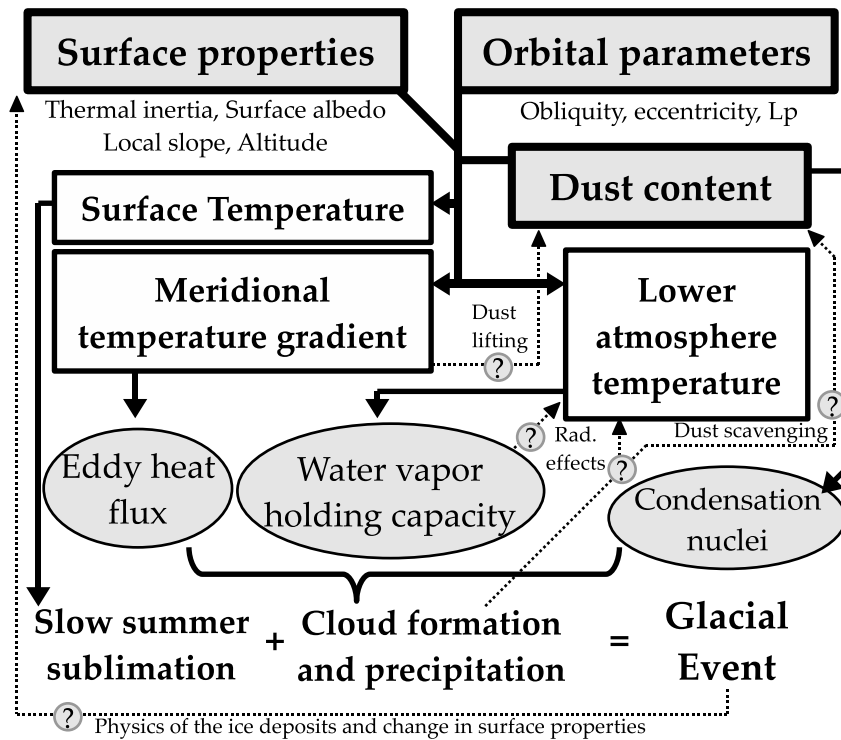 Surface properties
Orbital parameters
Thermal inertia, Surface albedo
Local slope, Altitude
Obliquity, eccentricity, Lp
Dust content
Surface Temperature
Meridional
temperature gradient
Lower
atmosphere
temperature
Dust
lifting
?
?
Eddy heat
flux
Water vapor
holding capacity
?
Rad.
effects
?
Dust scavenging
Condensation
nuclei
Slow summer
sublimation
+
Cloud formation
and precipitation
=
Glacial
Event
?
Physics of the ice deposits and change in surface properties